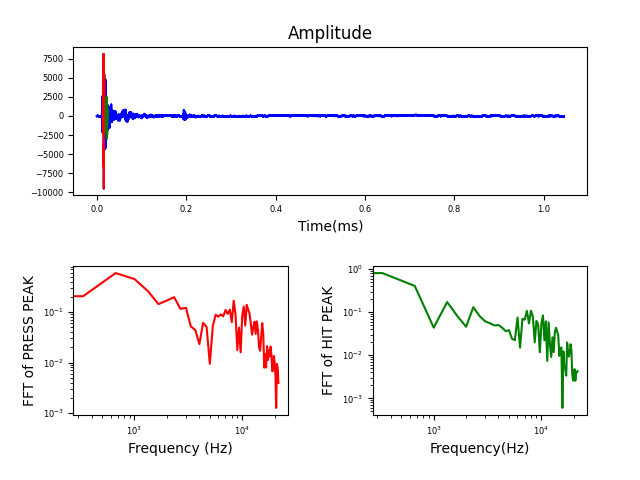 Amplitude
7500
5000
2500
0
−2500
−5000
−7500
−10000
0.0 0.2 0.4 0.6 0.8 1.0
Time(ms)
FFT of PRESS PEAK
10⁻¹
10⁻²
10⁻³
10³ 10⁴
Frequency (Hz)
FFT of HIT PEAK
10⁰
10⁻¹
10⁻²
10⁻³
10³ 10⁴
Frequency(Hz)